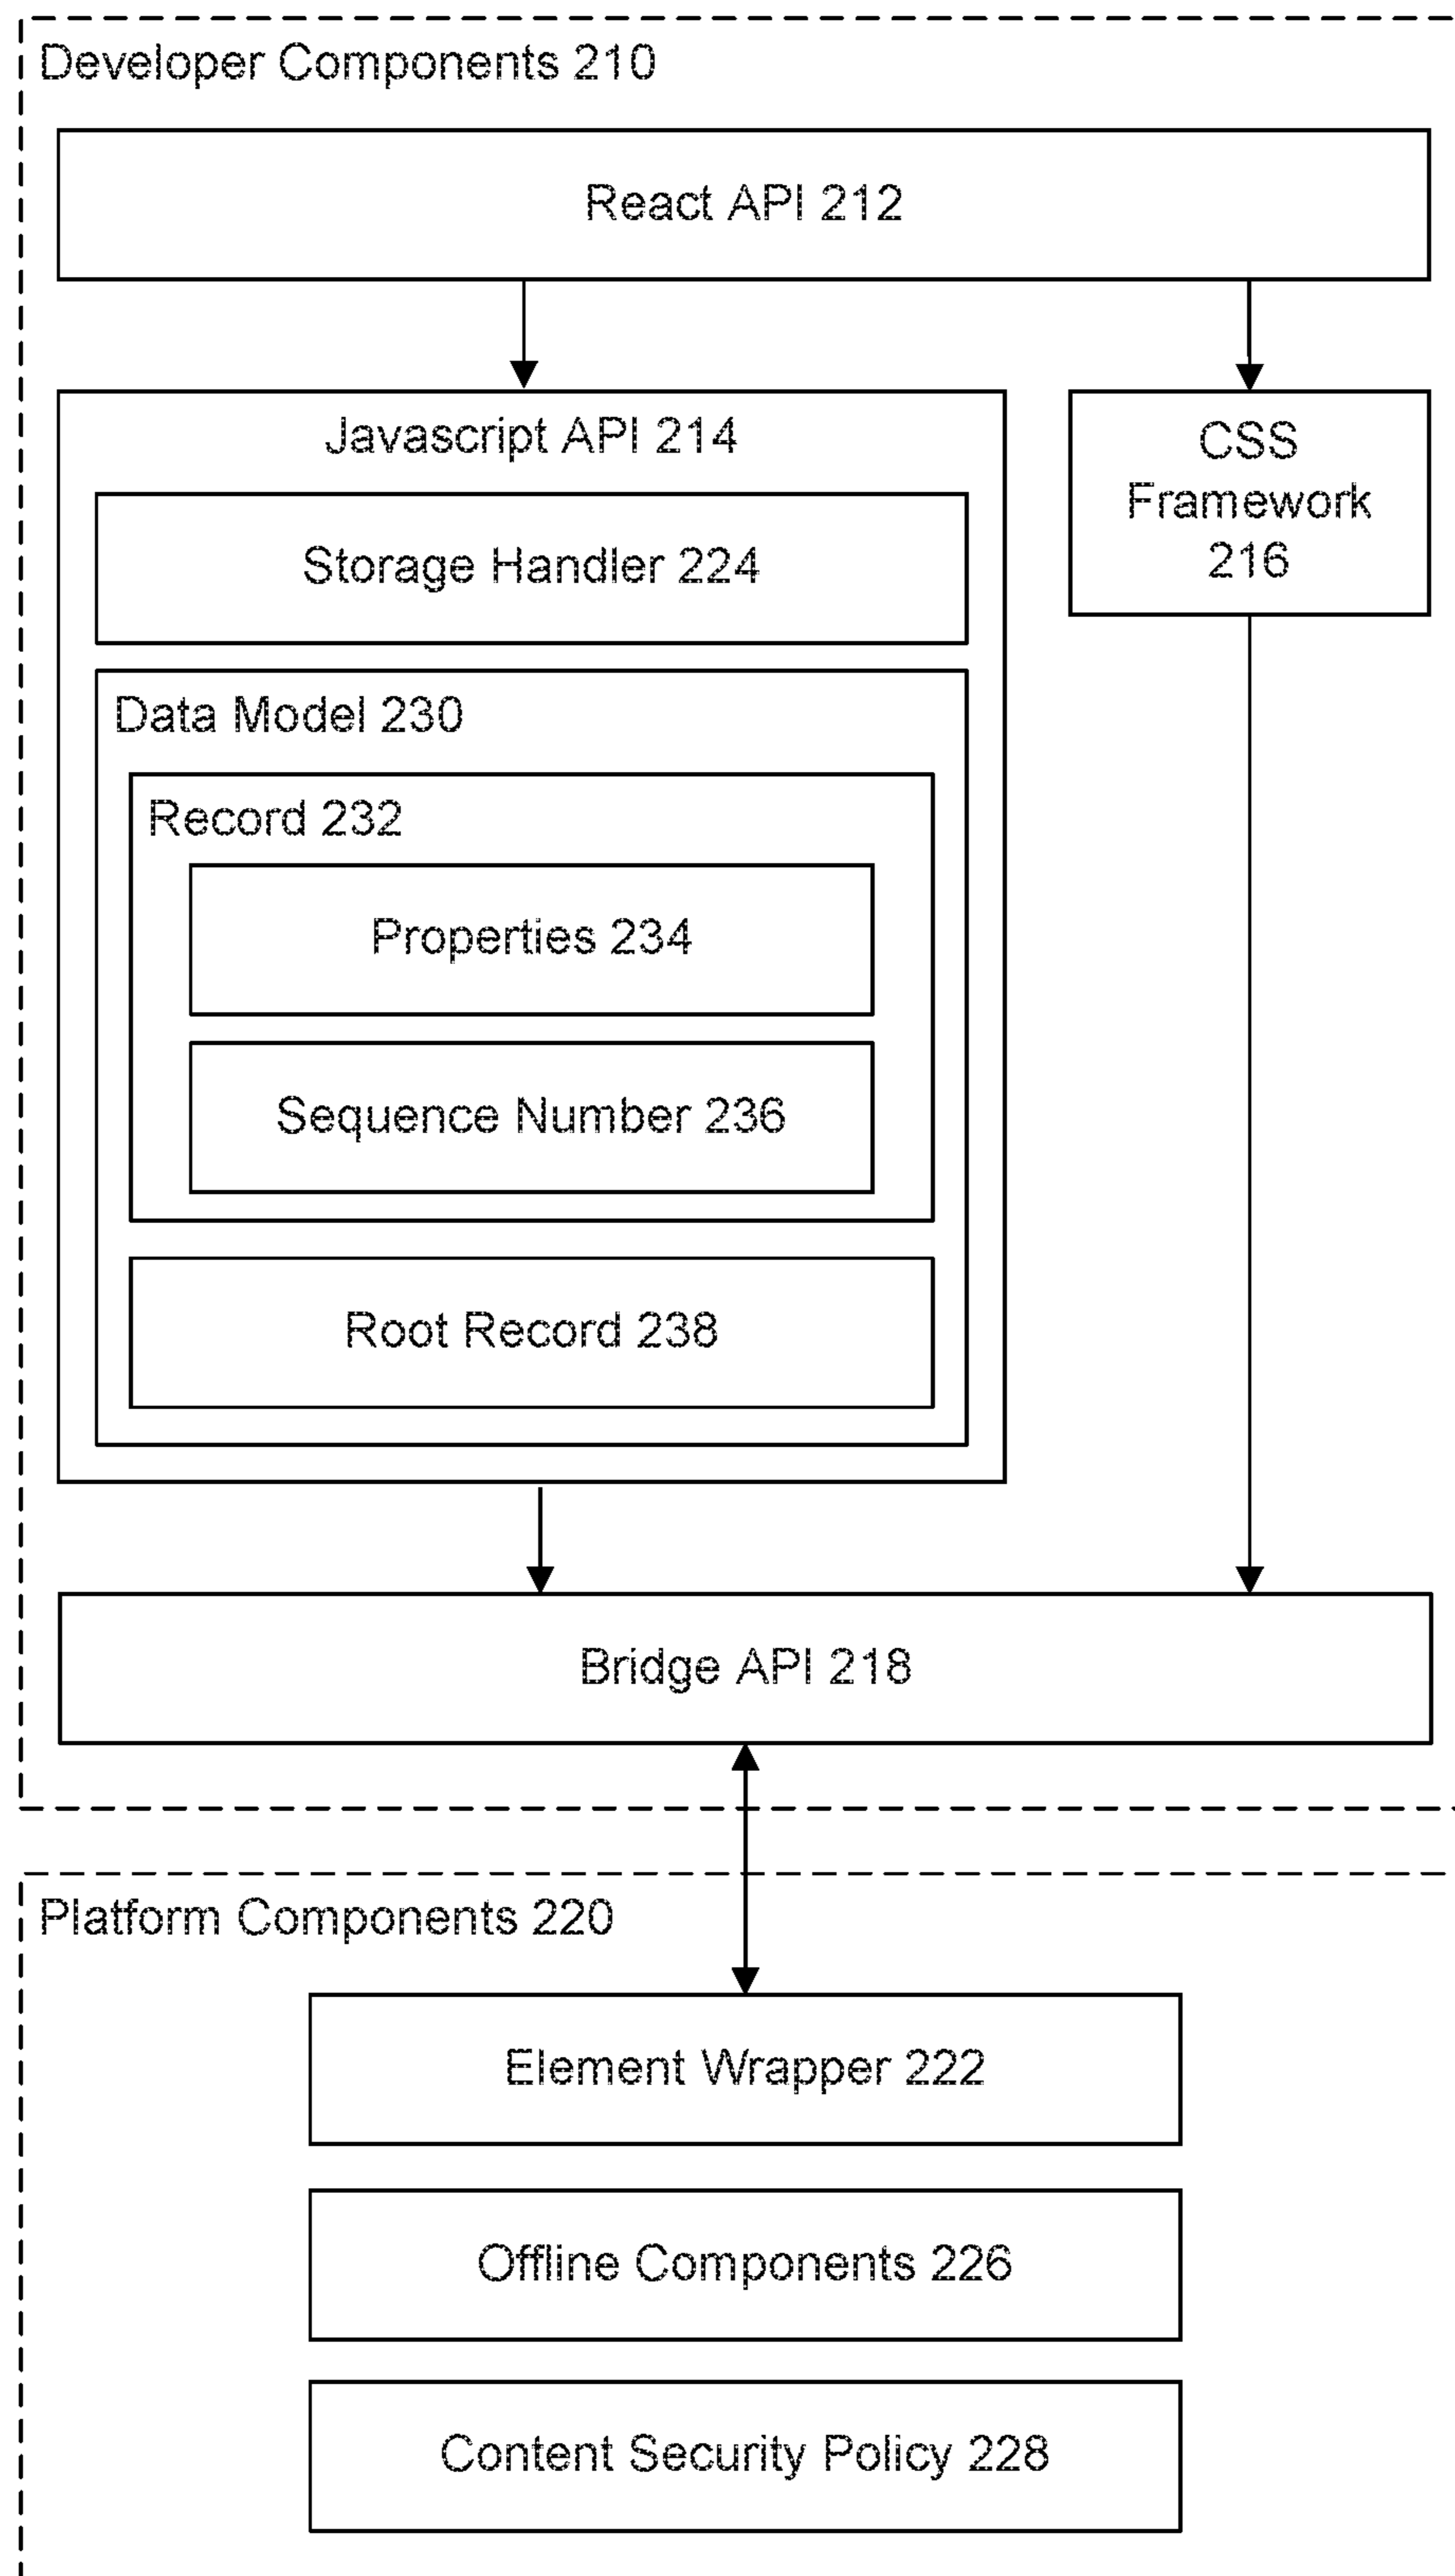 Developer Components 210
React API 212
Javascript API 214
Storage Handler 224
Data Model 230
Record 232
Properties 234
Sequence Number 236
Root Record 238
CSS
Framework
216
Bridge API 218
Platform Components 220
Element Wrapper 222
Offline Components 226
Content Security Policy 228